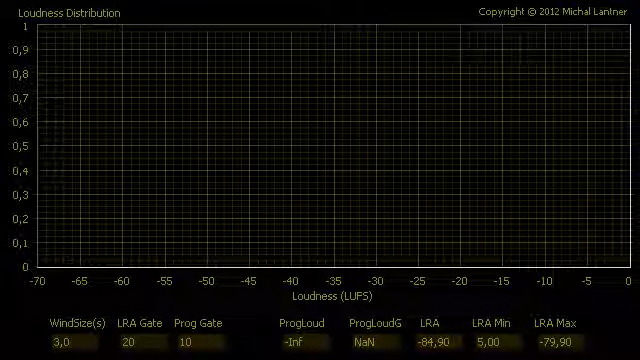 Loudness Distribution
Copyright © 2012 Michal Lantner
1
0,9
0,8
0,7
0,6
0,5
0,4
0,3
0,2
0,1
0
-70 -65 -60 -55 -50 -45 -40 -35 -30 -25 -20 -15 -10 -5 0
Loudness (LUFS)
WindSize(s) LRA Gate Prog Gate ProgLoud ProgLoudG LRA LRA Min LRA Max
3,0 20 10 -Inf NaN -84,90 5,00 -79,90